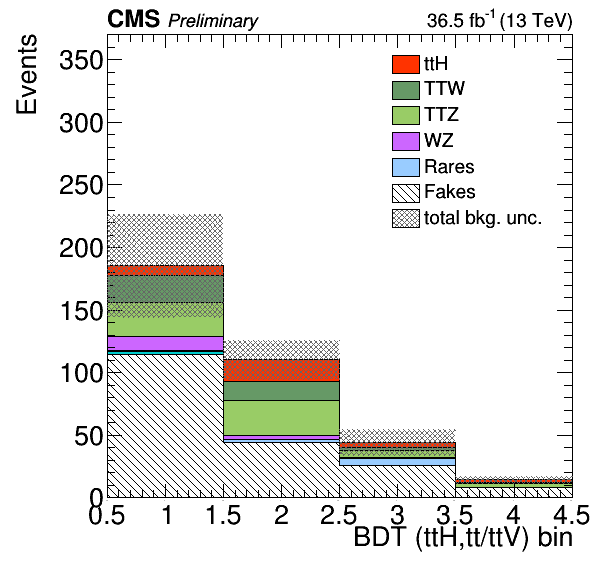 CMS Preliminary 36.5 fb⁻¹ (13 TeV)
Events
350
300
250
200
150
100
50
0
ttH
TTW
TTZ
WZ
Rares
Fakes
total bkg. unc.
0.5 1 1.5 2 2.5 3 3.5 4 4.5
BDT (ttH,tt/ttV) bin